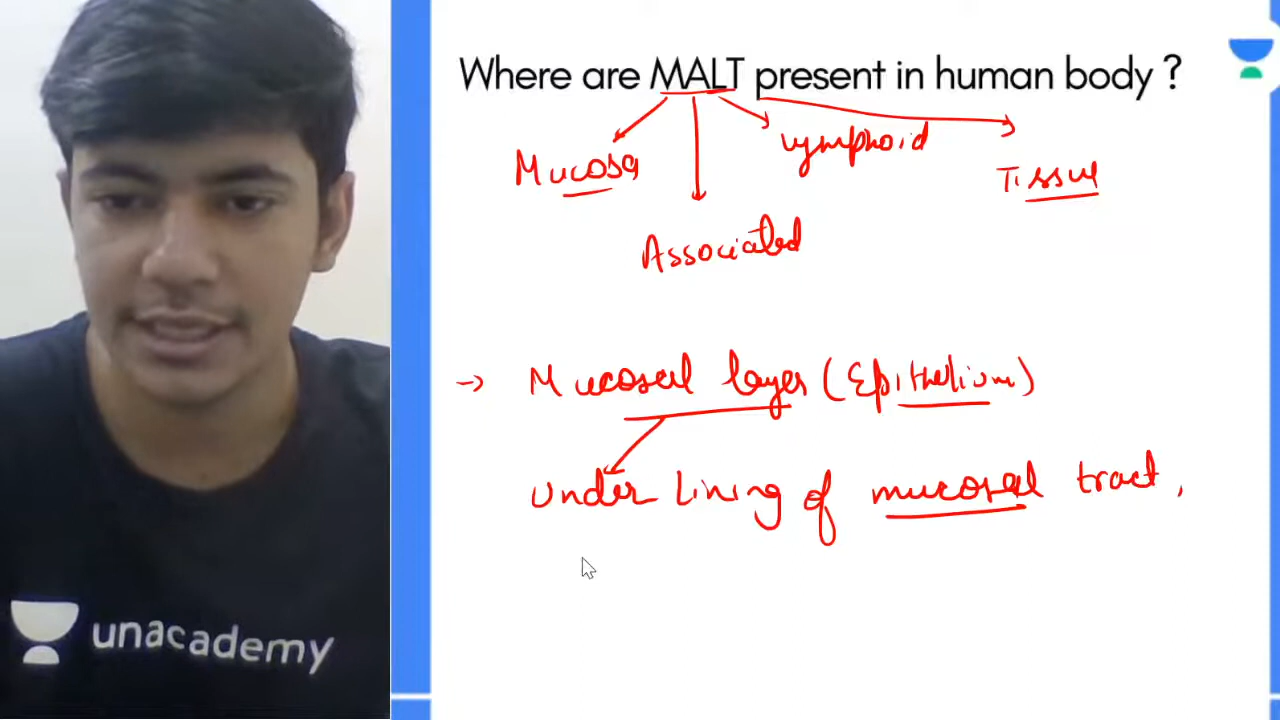 Where are MALT present in human body ?
Mucosa
Lymphoid
Tissue
Associated
→ Mucosal layer (Epithelium)
Under Lining of mucosal tract,
unacademy